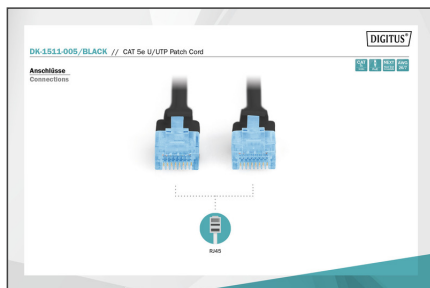 DIGITUS®
DK-1511-005/BLACK // CAT 5e U/UTP Patch Cord
Anschlüsse
Connections
RJ45